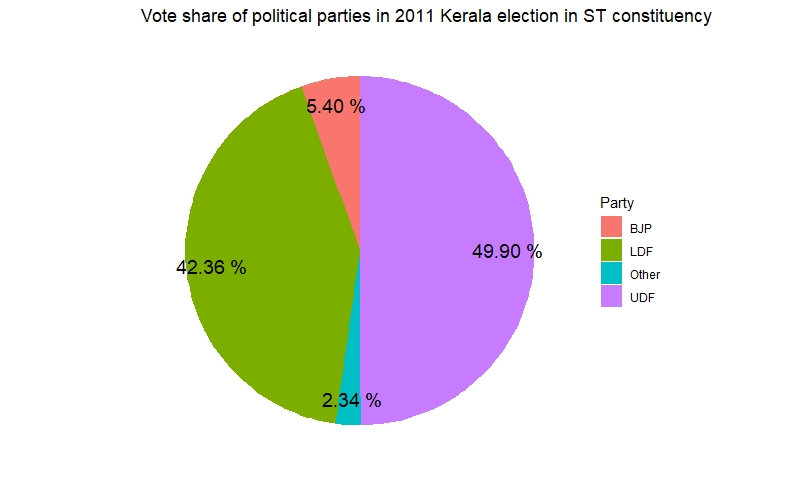 Vote share of political parties in 2011 Kerala election in ST constituency
5.40 %
49.90 %
42.36 %
2.34 %
Party
BJP
LDF
Other
UDF